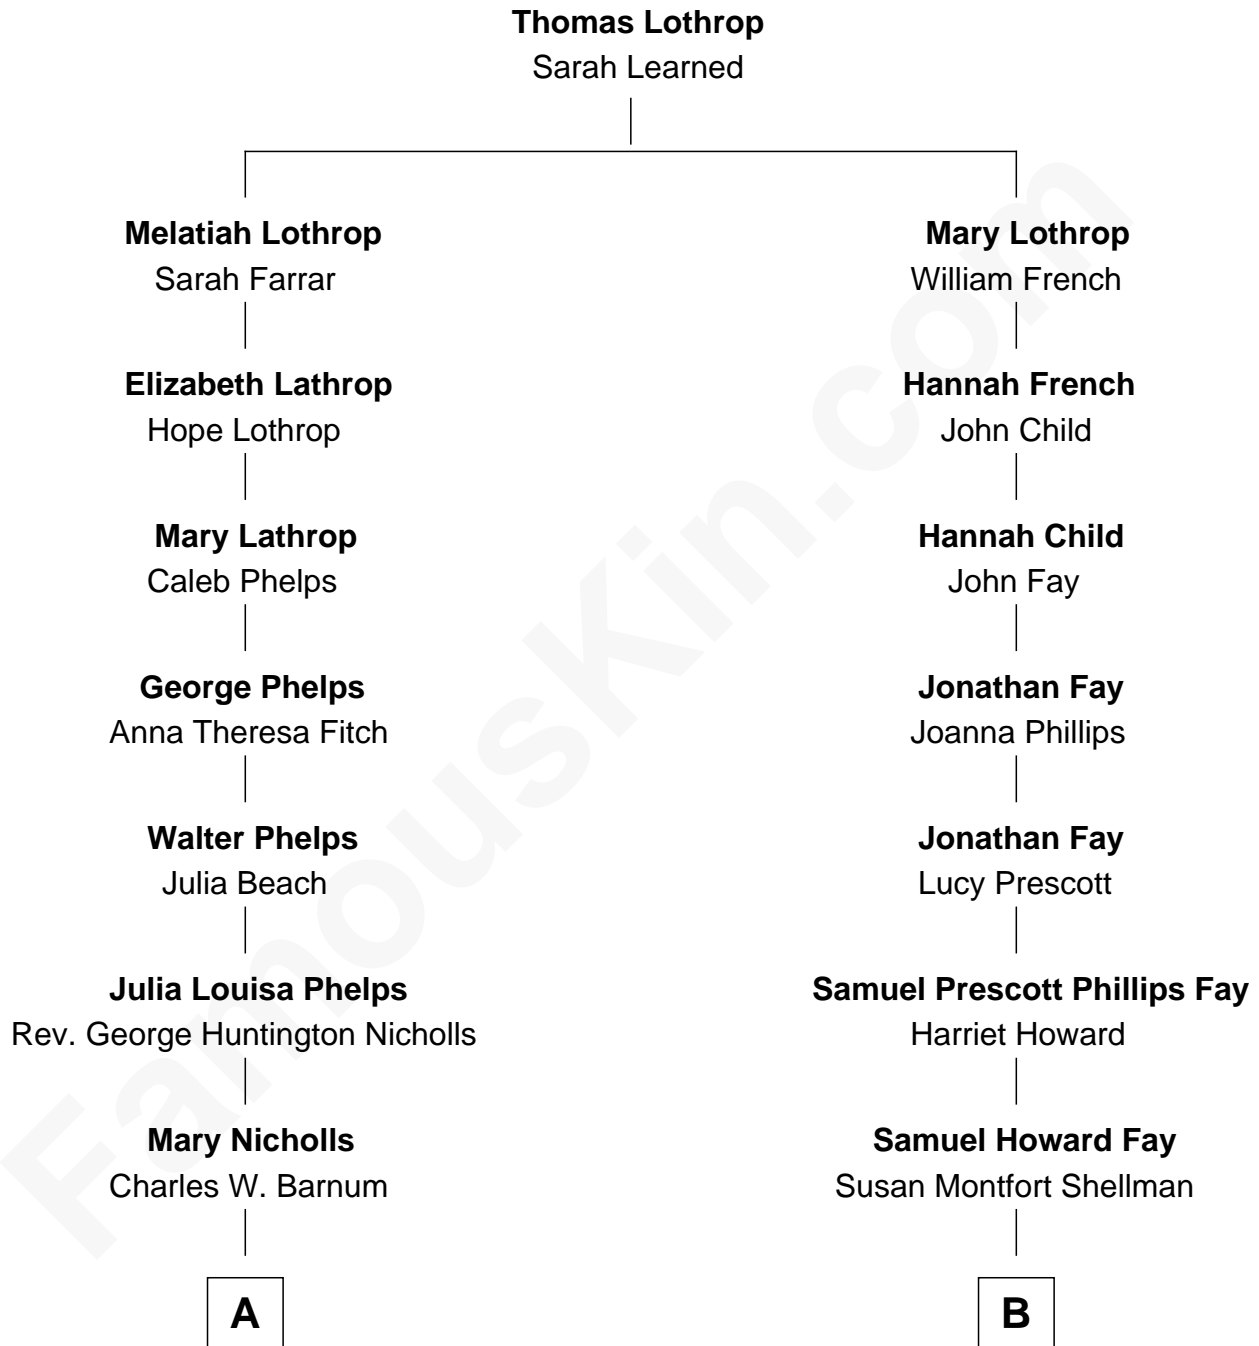 Thomas Lothrop
Sarah Learned
Melatiah Lothrop
Sarah Farrar
Mary Lothrop
William French
Elizabeth Lathrop
Hope Lothrop
Hannah French
John Child
Mary Lathrop
Caleb Phelps
Hannah Child
John Fay
George Phelps
Anna Theresa Fitch
Jonathan Fay
Joanna Phillips
Walter Phelps
Julia Beach
Jonathan Fay
Lucy Prescott
Julia Louisa Phelps
Rev. George Huntington Nicholls
Samuel Prescott Phillips Fay
Harriet Howard
Mary Nicholls
Charles W. Barnum
Samuel Howard Fay
Susan Montfort Shellman
A
B
FamousKin.com